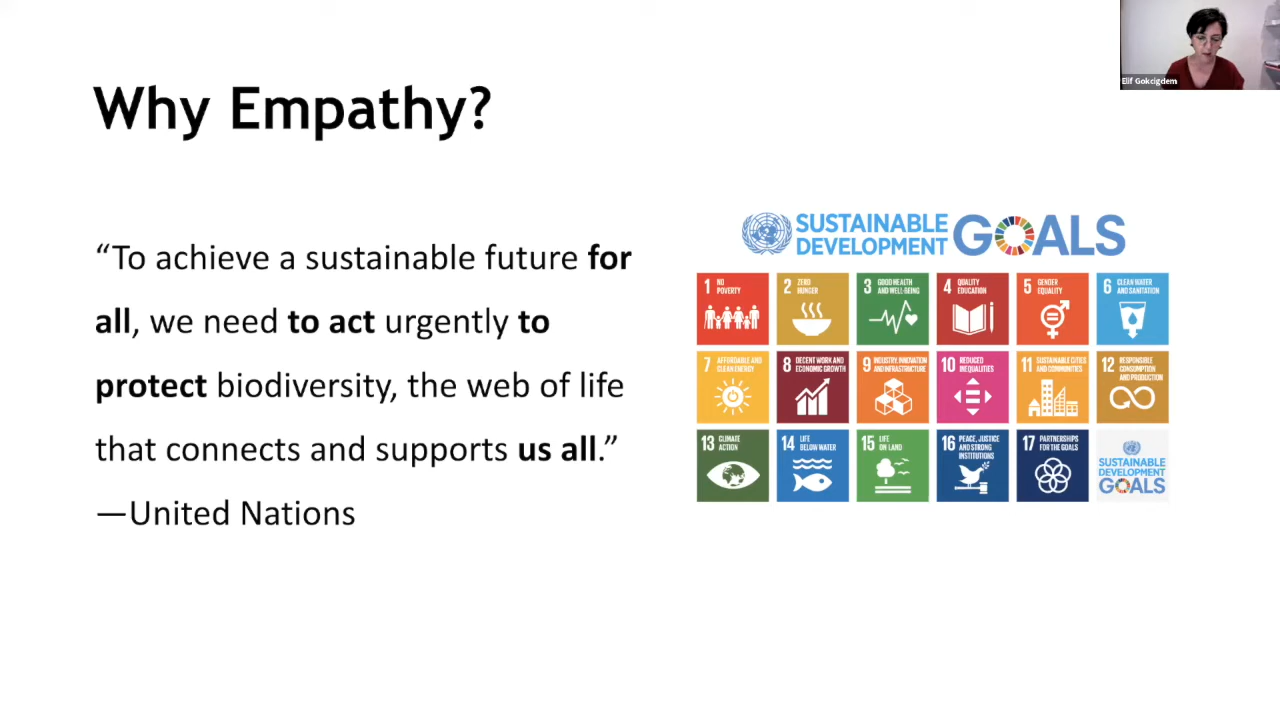 Elif Gokcigdem
Why Empathy?
“To achieve a sustainable future for
all, we need to act urgently to
protect biodiversity, the web of life
that connects and supports us all.”
—United Nations
SUSTAINABLE
DEVELOPMENT
GOALS
1 NO
POVERTY
2 ZERO
HUNGER
3 GOOD HEALTH
AND WELL-BEING
4 QUALITY
EDUCATION
5 GENDER
EQUALITY
6 CLEAN WATER
AND SANITATION
7 AFFORDABLE AND
CLEAN ENERGY
8 DECENT WORK AND
ECONOMIC GROWTH
9 INDUSTRY, INNOVATION
AND INFRASTRUCTURE
10 REDUCED
INEQUALITIES
11 SUSTAINABLE CITIES
AND COMMUNITIES
12 RESPONSIBLE
CONSUMPTION
AND PRODUCTION
13 CLIMATE
ACTION
14 LIFE
BELOW WATER
15 LIFE
ON LAND
16 PEACE, JUSTICE
AND STRONG
INSTITUTIONS
17 PARTNERSHIPS
FOR THE GOALS
SUSTAINABLE
DEVELOPMENT
GOALS